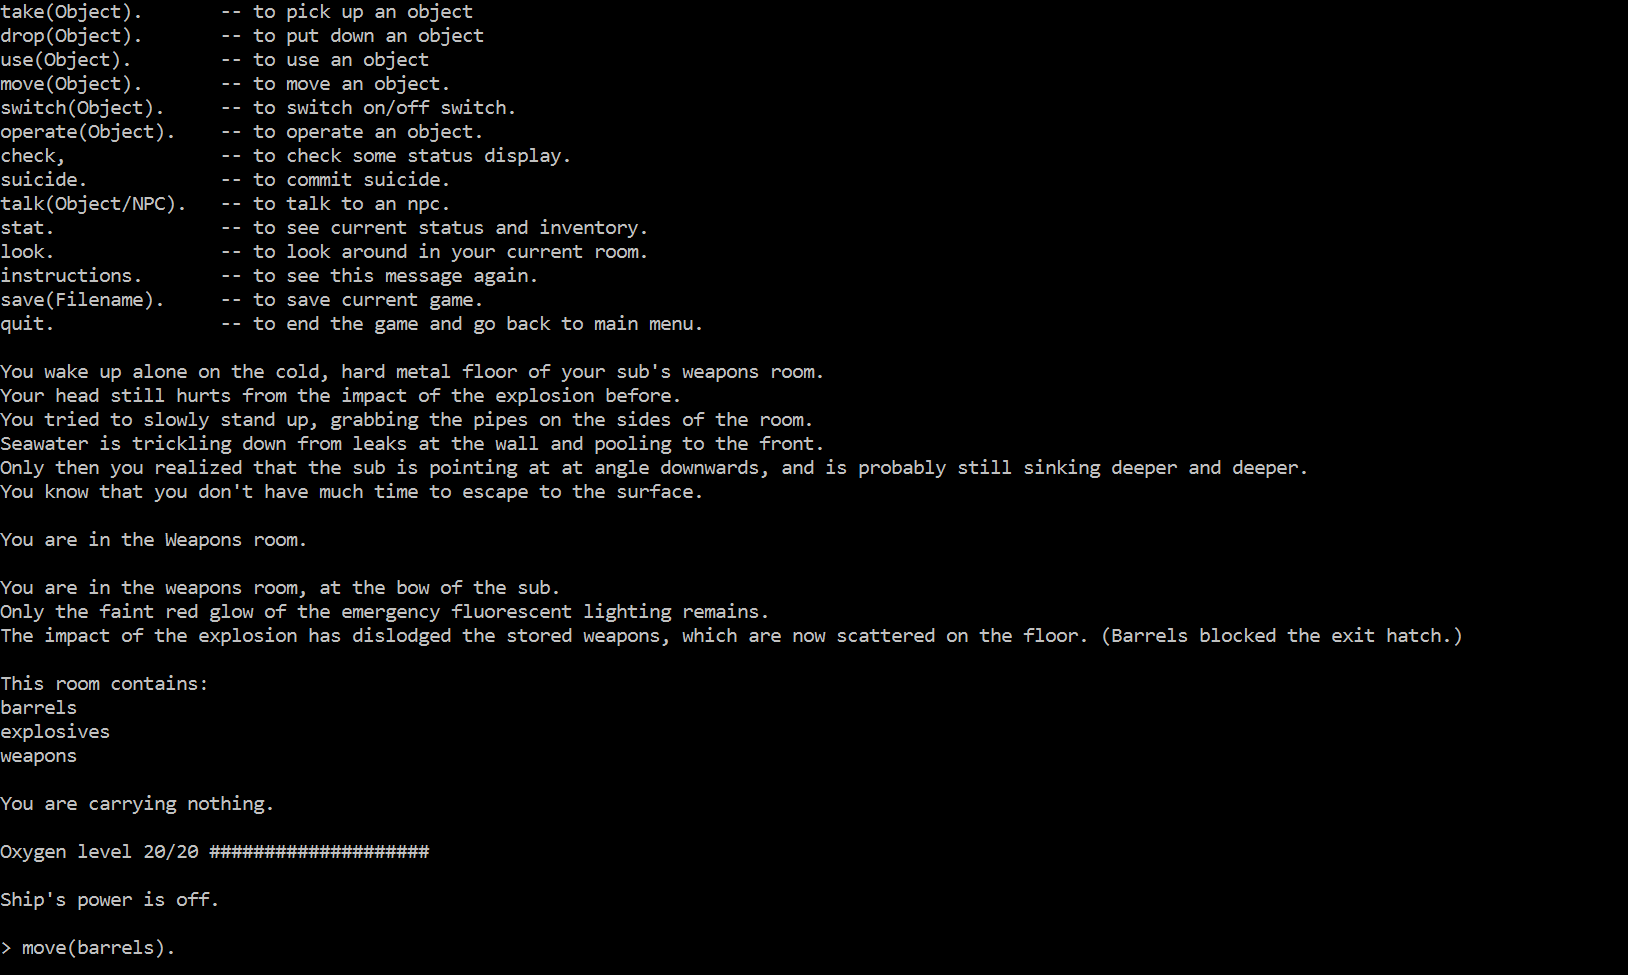 take(Object).       -- to pick up an object
drop(Object).       -- to put down an object
use(Object).        -- to use an object
move(Object).       -- to move an object.
switch(Object).     -- to switch on/off switch.
operate(Object).    -- to operate an object.
check,              -- to check some status display.
suicide.            -- to commit suicide.
talk(Object/NPC).   -- to talk to an npc.
stat.               -- to see current status and inventory.
look.               -- to look around in your current room.
instructions.       -- to see this message again.
save(Filename).     -- to save current game.
quit.               -- to end the game and go back to main menu.

You wake up alone on the cold, hard metal floor of your sub's weapons room.
Your head still hurts from the impact of the explosion before.
You tried to slowly stand up, grabbing the pipes on the sides of the room.
Seawater is trickling down from leaks at the wall and pooling to the front.
Only then you realized that the sub is pointing at at angle downwards, and is probably still sinking deeper and deeper.
You know that you don't have much time to escape to the surface.

You are in the Weapons room.

You are in the weapons room, at the bow of the sub.
Only the faint red glow of the emergency fluorescent lighting remains.
The impact of the explosion has dislodged the stored weapons, which are now scattered on the floor. (Barrels blocked the exit hatch.)

This room contains:
barrels
explosives
weapons

You are carrying nothing.

Oxygen level 20/20 ####################

Ship's power is off.

> move(barrels).